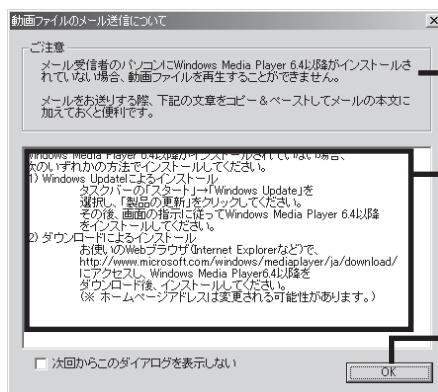 動画ファイルのメール送信について
ご注意
メール受信者のパソコンにWindows Media Player 6.4以降がインストールさ
れていない場合、動画ファイルを再生することができません。
メールをお送りする際、下記の文章をコピー&ペーストしてメールの本文に
加えておくと便利です。
Windows Media Player 6.4以降がインストールされていない場合、
次のいずれかの方法でインストールしてください。
1) Windows Updateによるインストール
タスクバーの「スタート」→「Windows Update」を
選択し、「製品の更新」をクリックしてください。
その後、画面の指示に従ってWindows Media Player 6.4以降
をインストールしてください。
2) ダウンロードによるインストール
お使いのWebブラウザ(Internet Explorerなど)で、
http://www.microsoft.com/windows/mediaplayer/ja/download/
にアクセスし、Windows Media Player6.4以降を
ダウンロード後、インストールしてください。
(※ ホームページアドレスは変更される可能性があります。)
次回からこのダイアログを表示しない
OK